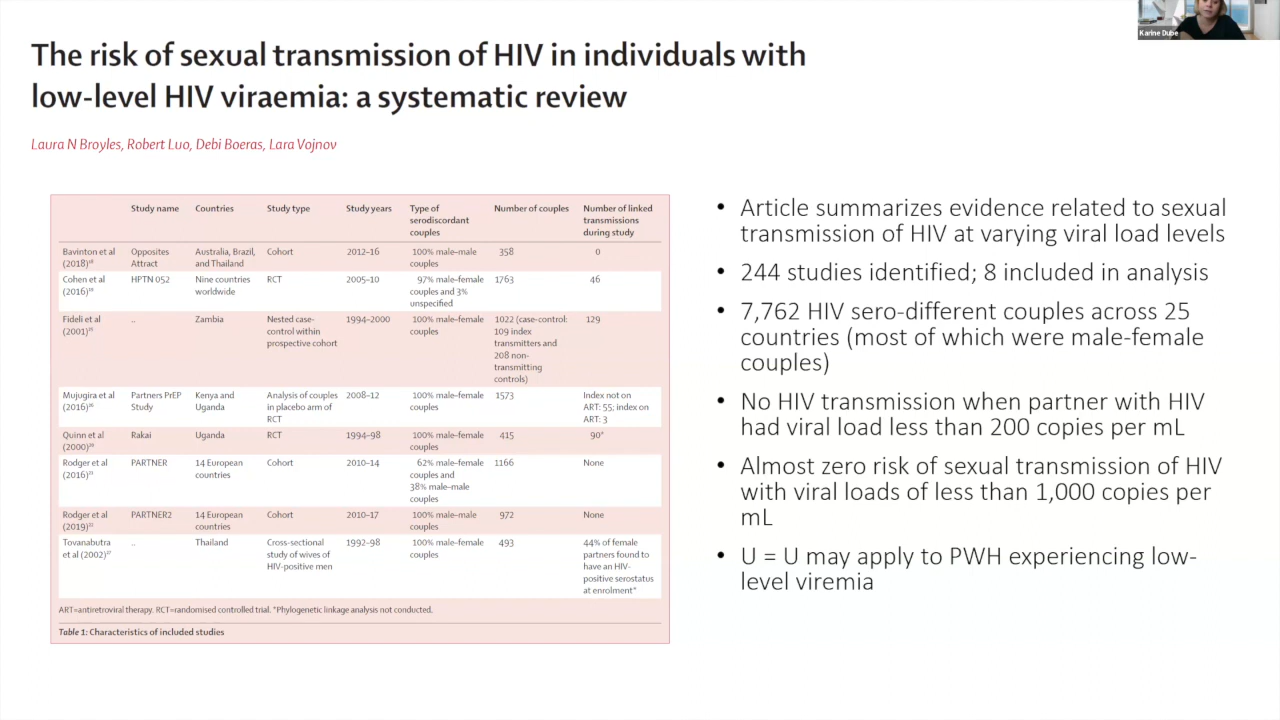 Karine Dube
The risk of sexual transmission of HIV in individuals with
low-level HIV viraemia: a systematic review
Laura N Broyles, Robert Luo, Debi Boeras, Lara Vojnov
Study name Countries Study type Study years Type of serodiscordant couples Number of couples Number of linked transmissions during study
Bavinton et al (2018)¹⁸ Opposites Attract Australia, Brazil, and Thailand Cohort 2012–16 100% male–male couples 358 0
Cohen et al (2016) HPTN 052 Nine countries worldwide RCT 2005–10 97% male–female couples and 3% unspecified 1763 46
Fideli et al (2001) .. Zambia Nested case-control within prospective cohort 1994–2000 100% male–female couples 1022 (case-control: 109 index transmitters and 208 non-transmitting controls) 129
Mujugira et al (2016) Partners PrEP Study Kenya and Uganda Analysis of couples in placebo arm of RCT 2008–12 100% male–female couples 1573 Index not on ART: 55; index on ART: 3
Quinn et al (2000) Rakai Uganda RCT 1994–98 100% male–female couples 415 90*
Rodger et al (2016) PARTNER 14 European countries Cohort 2010–14 62% male–female couples and 38% male–male couples 1166 None
Rodger et al (2019) PARTNER2 14 European countries Cohort 2010–17 100% male–male couples 972 None
Tovanabutra et al (2002) .. Thailand Cross-sectional study of wives of HIV-positive men 1992–98 100% male–female couples 493 44% of female partners found to have an HIV-positive serostatus at enrolment*
ART=antiretroviral therapy. RCT=randomised controlled trial. *Phylogenetic linkage analysis not conducted.
Table 1: Characteristics of included studies
• Article summarizes evidence related to sexual
transmission of HIV at varying viral load levels
• 244 studies identified; 8 included in analysis
• 7,762 HIV sero-different couples across 25
countries (most of which were male-female
couples)
• No HIV transmission when partner with HIV
had viral load less than 200 copies per mL
• Almost zero risk of sexual transmission of HIV
with viral loads of less than 1,000 copies per
mL
• U = U may apply to PWH experiencing low-
level viremia